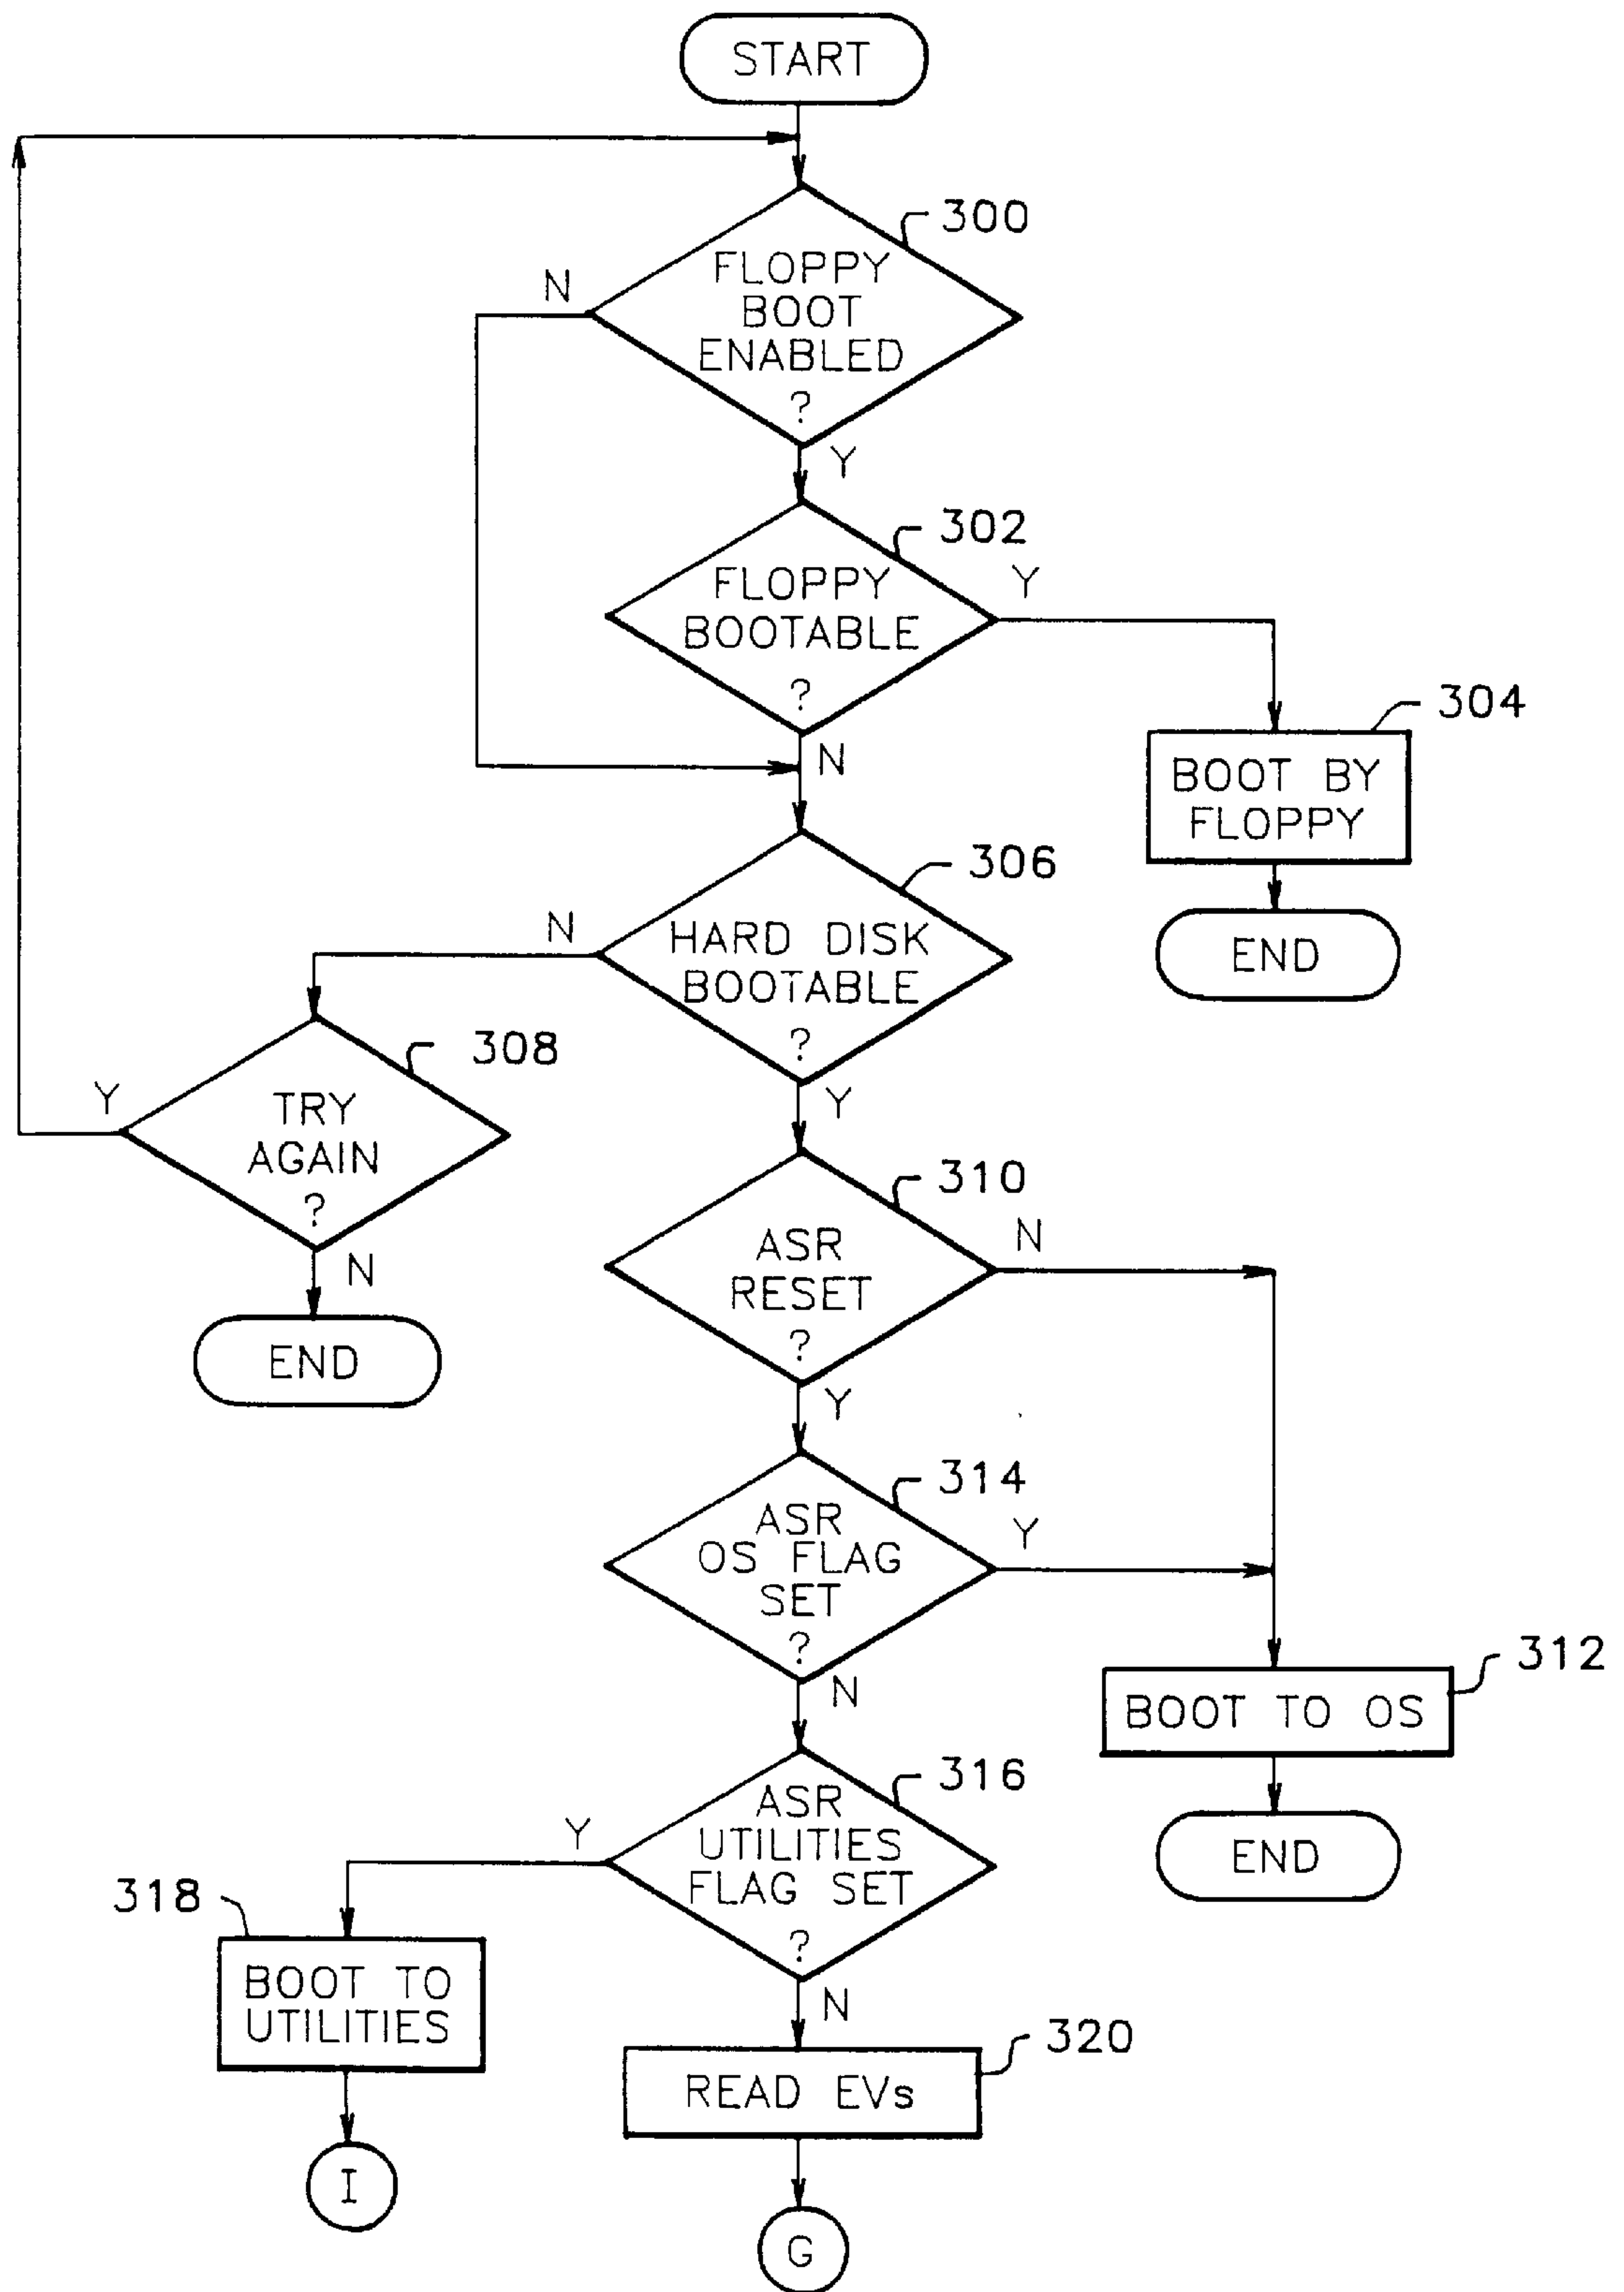 START
300
FLOPPY
BOOT
ENABLED
?
N
Y
302
FLOPPY
BOOTABLE
?
Y
N
304
BOOT BY
FLOPPY
END
306
HARD DISK
BOOTABLE
?
N
Y
308
TRY
AGAIN
?
Y
N
END
310
ASR
RESET
?
N
Y
314
ASR
OS FLAG
SET
?
Y
N
312
BOOT TO OS
END
316
ASR
UTILITIES
FLAG SET
?
Y
N
318
BOOT TO
UTILITIES
I
320
READ EVs
G